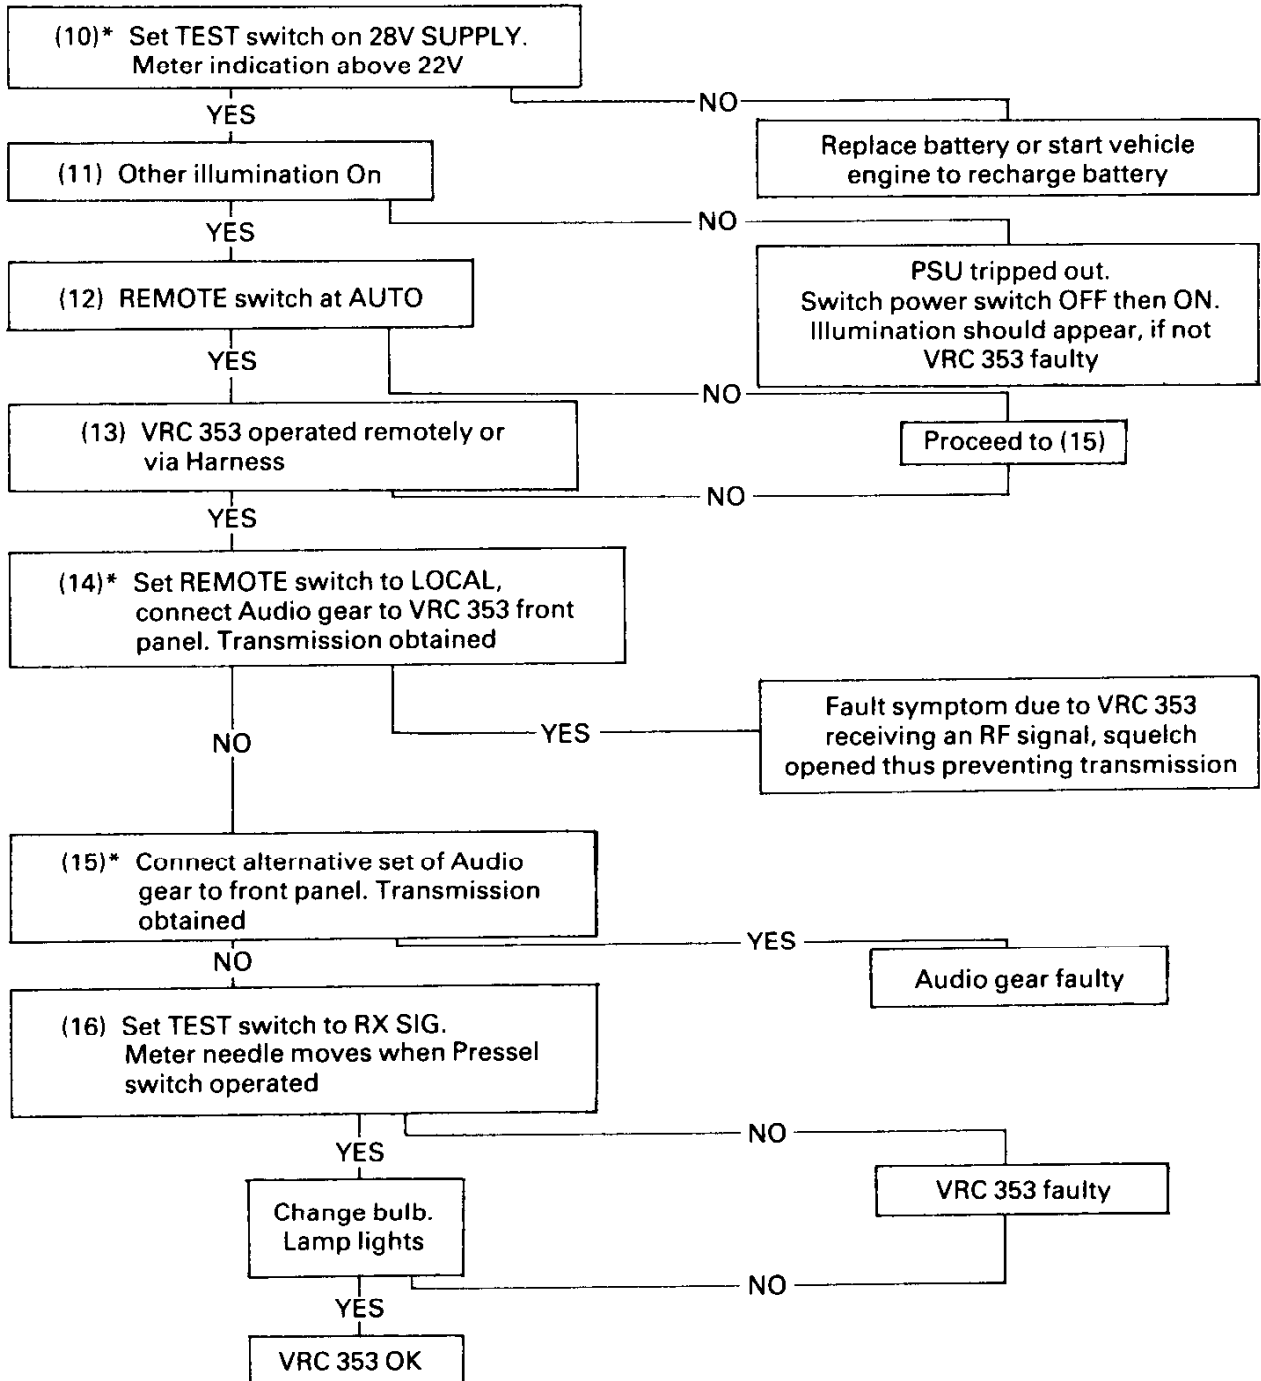 (10)* Set TEST switch on 28V SUPPLY.
Meter indication above 22V
NO
YES
Replace battery or start vehicle
engine to recharge battery
(11) Other illumination On
NO
YES
PSU tripped out.
Switch power switch OFF then ON.
Illumination should appear, if not
VRC 353 faulty
(12) REMOTE switch at AUTO
YES
NO
(13) VRC 353 operated remotely or
via Harness
Proceed to (15)
NO
YES
(14)* Set REMOTE switch to LOCAL,
connect Audio gear to VRC 353 front
panel. Transmission obtained
YES
NO
Fault symptom due to VRC 353
receiving an RF signal, squelch
opened thus preventing transmission
(15)* Connect alternative set of Audio
gear to front panel. Transmission
obtained
YES
NO
Audio gear faulty
(16) Set TEST switch to RX SIG.
Meter needle moves when Pressel
switch operated
NO
YES
VRC 353 faulty
Change bulb.
Lamp lights
NO
YES
VRC 353 OK